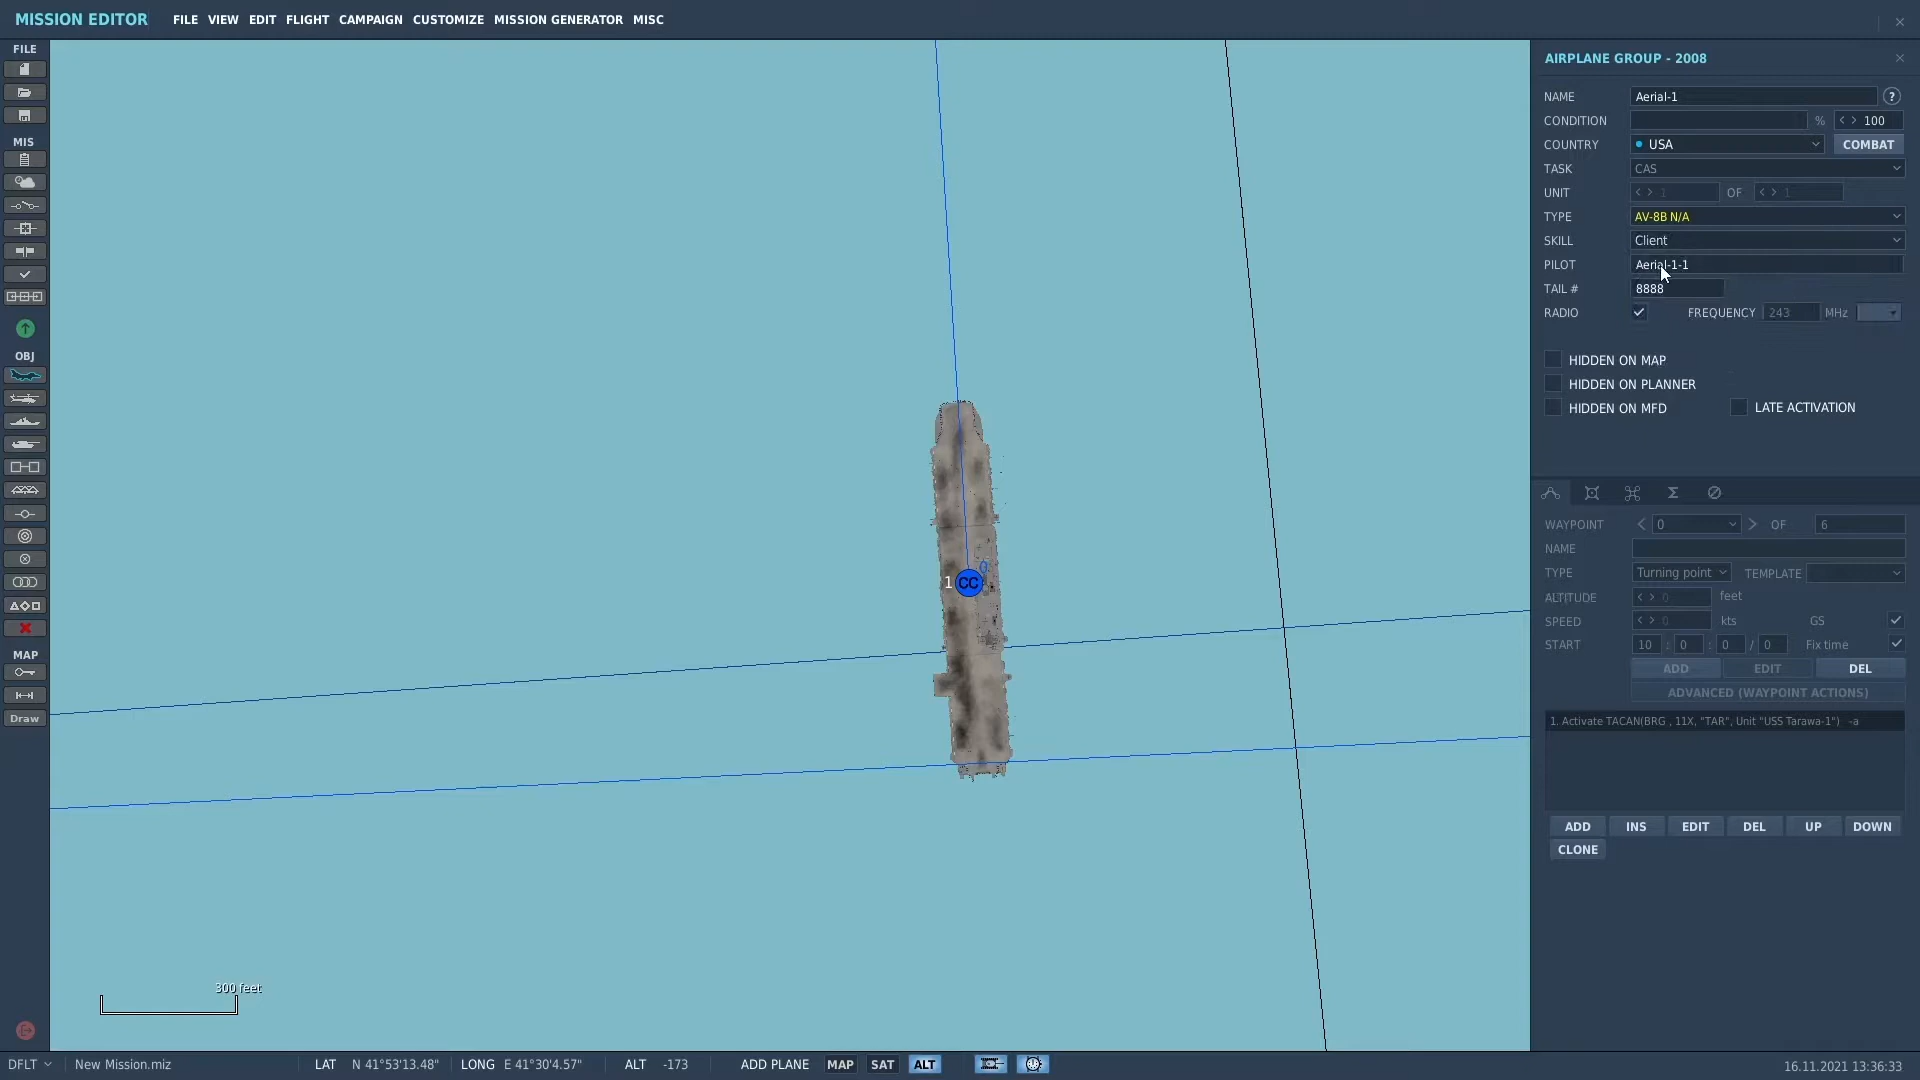 MISSION EDITOR FILE VIEW EDIT FLIGHT CAMPAIGN CUSTOMIZE MISSION GENERATOR MISC
FILE
MIS
OBJ
MAP
Draw
0
1 CC
300 feet
AIRPLANE GROUP - 2008
NAME Aerial-1 ?
CONDITION % < > 100
COUNTRY USA COMBAT
TASK CAS
UNIT < > 1 OF < > 1
TYPE AV-8B N/A
SKILL Client
PILOT Aerial-1-1
TAIL # 8888
RADIO FREQUENCY 243 MHz
HIDDEN ON MAP
HIDDEN ON PLANNER
HIDDEN ON MFD LATE ACTIVATION
WAYPOINT < 0 > OF 6
NAME
TYPE Turning point TEMPLATE
ALTITUDE < > 0 feet
SPEED < > 0 kts GS
START 10 : 0 : 0 / 0 Fix time
ADD EDIT DEL
ADVANCED (WAYPOINT ACTIONS)
1. Activate TACAN(BRG , 11X, "TAR", Unit "USS Tarawa-1") -a
ADD INS EDIT DEL UP DOWN
CLONE
DFLT New Mission.miz LAT N 41°53'13.48" LONG E 41°30'4.57" ALT -173 ADD PLANE MAP SAT ALT 16.11.2021 13:36:33